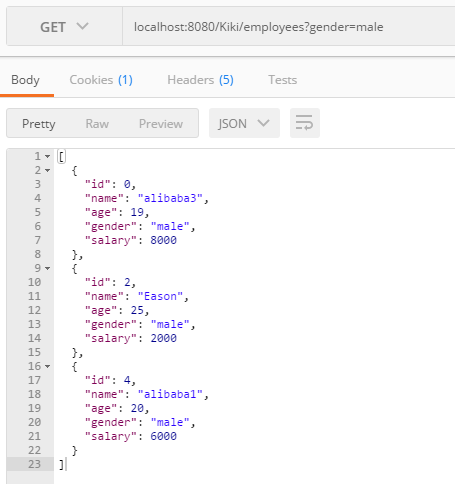 GET localhost:8080/Kiki/employees?gender=male
Body Cookies (1) Headers (5) Tests
Pretty Raw Preview JSON
1 [
2 {
3 "id": 0,
4 "name": "alibaba3",
5 "age": 19,
6 "gender": "male",
7 "salary": 8000
8 },
9 {
10 "id": 2,
11 "name": "Eason",
12 "age": 25,
13 "gender": "male",
14 "salary": 2000
15 },
16 {
17 "id": 4,
18 "name": "alibaba1",
19 "age": 20,
20 "gender": "male",
21 "salary": 6000
22 }
23 ]